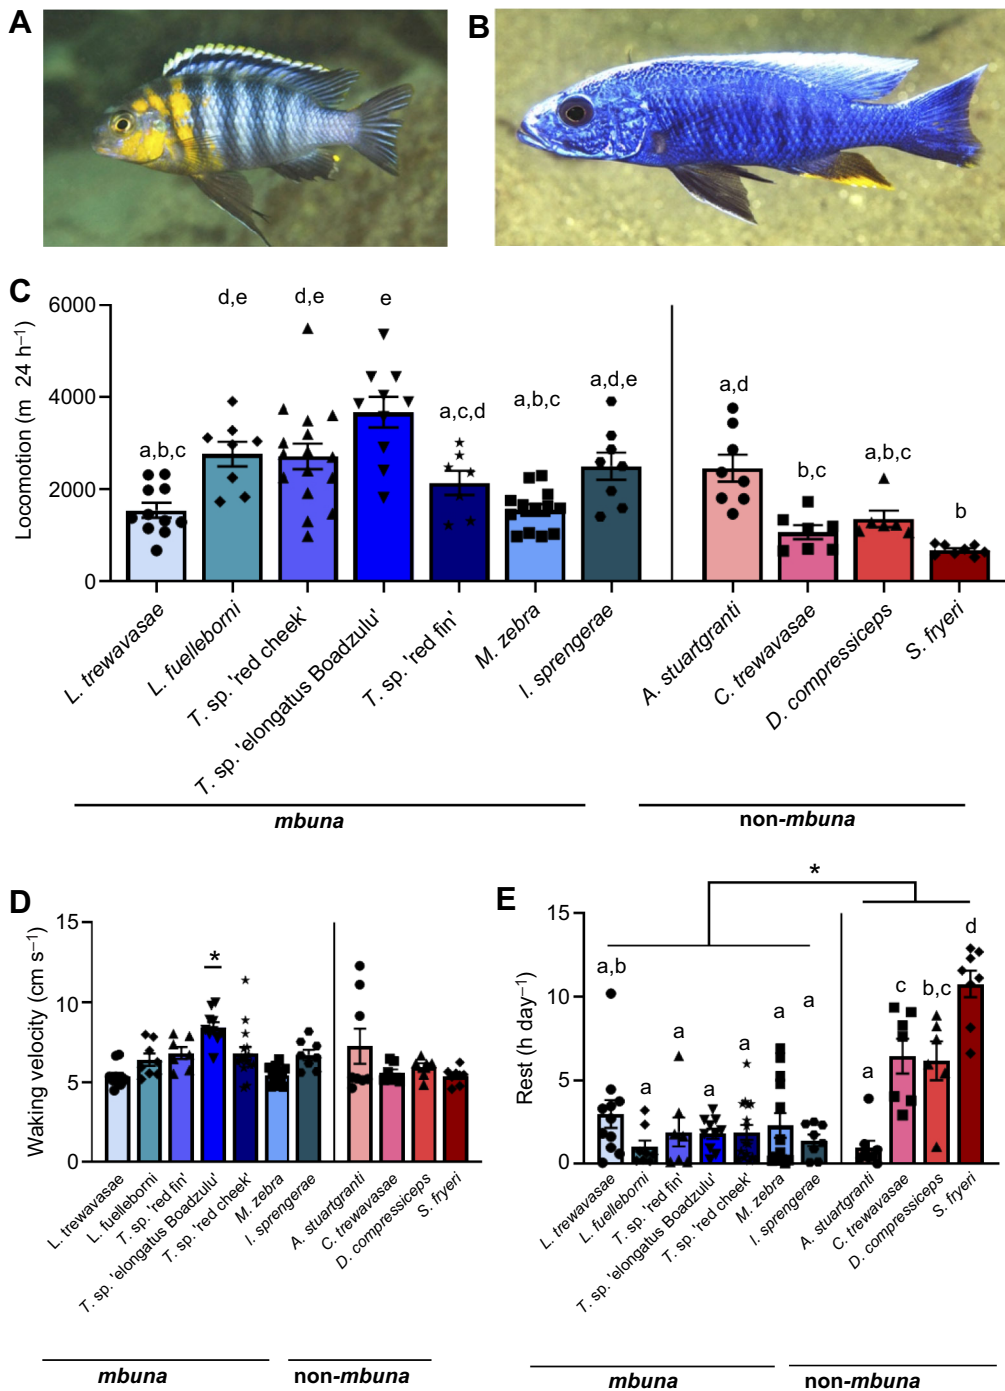 A
B
C
Locomotion (m 24 h⁻¹)
6000
4000
2000
0
a,b,c
d,e
d,e
e
a,c,d
a,b,c
a,d,e
a,d
b,c
a,b,c
b
L. trewavasae
L. fuelleborni
T. sp. 'red cheek'
T. sp. 'elongatus Boadzulu'
T. sp. 'red fin'
M. zebra
I. sprengerae
A. stuartgranti
C. trewavasae
D. compressiceps
S. fryeri
mbuna
non-mbuna
D
Waking velocity (cm s⁻¹)
15
10
5
0
*
L. trewavasae
L. fuelleborni
T. sp. 'red fin'
T. sp. 'elongatus Boadzulu'
T. sp. 'red cheek'
M. zebra
I. sprengerae
A. stuartgranti
C. trewavasae
D. compressiceps
S. fryeri
mbuna
non-mbuna
E
Rest (h day⁻¹)
15
10
5
0
*
a,b
a
a
a
a
a
a
a
c
b,c
d
L. trewavasae
L. fuelleborni
T. sp. 'red fin'
T. sp. 'elongatus Boadzulu'
T. sp. 'red cheek'
M. zebra
I. sprengerae
A. stuartgranti
C. trewavasae
D. compressiceps
S. fryeri
mbuna
non-mbuna